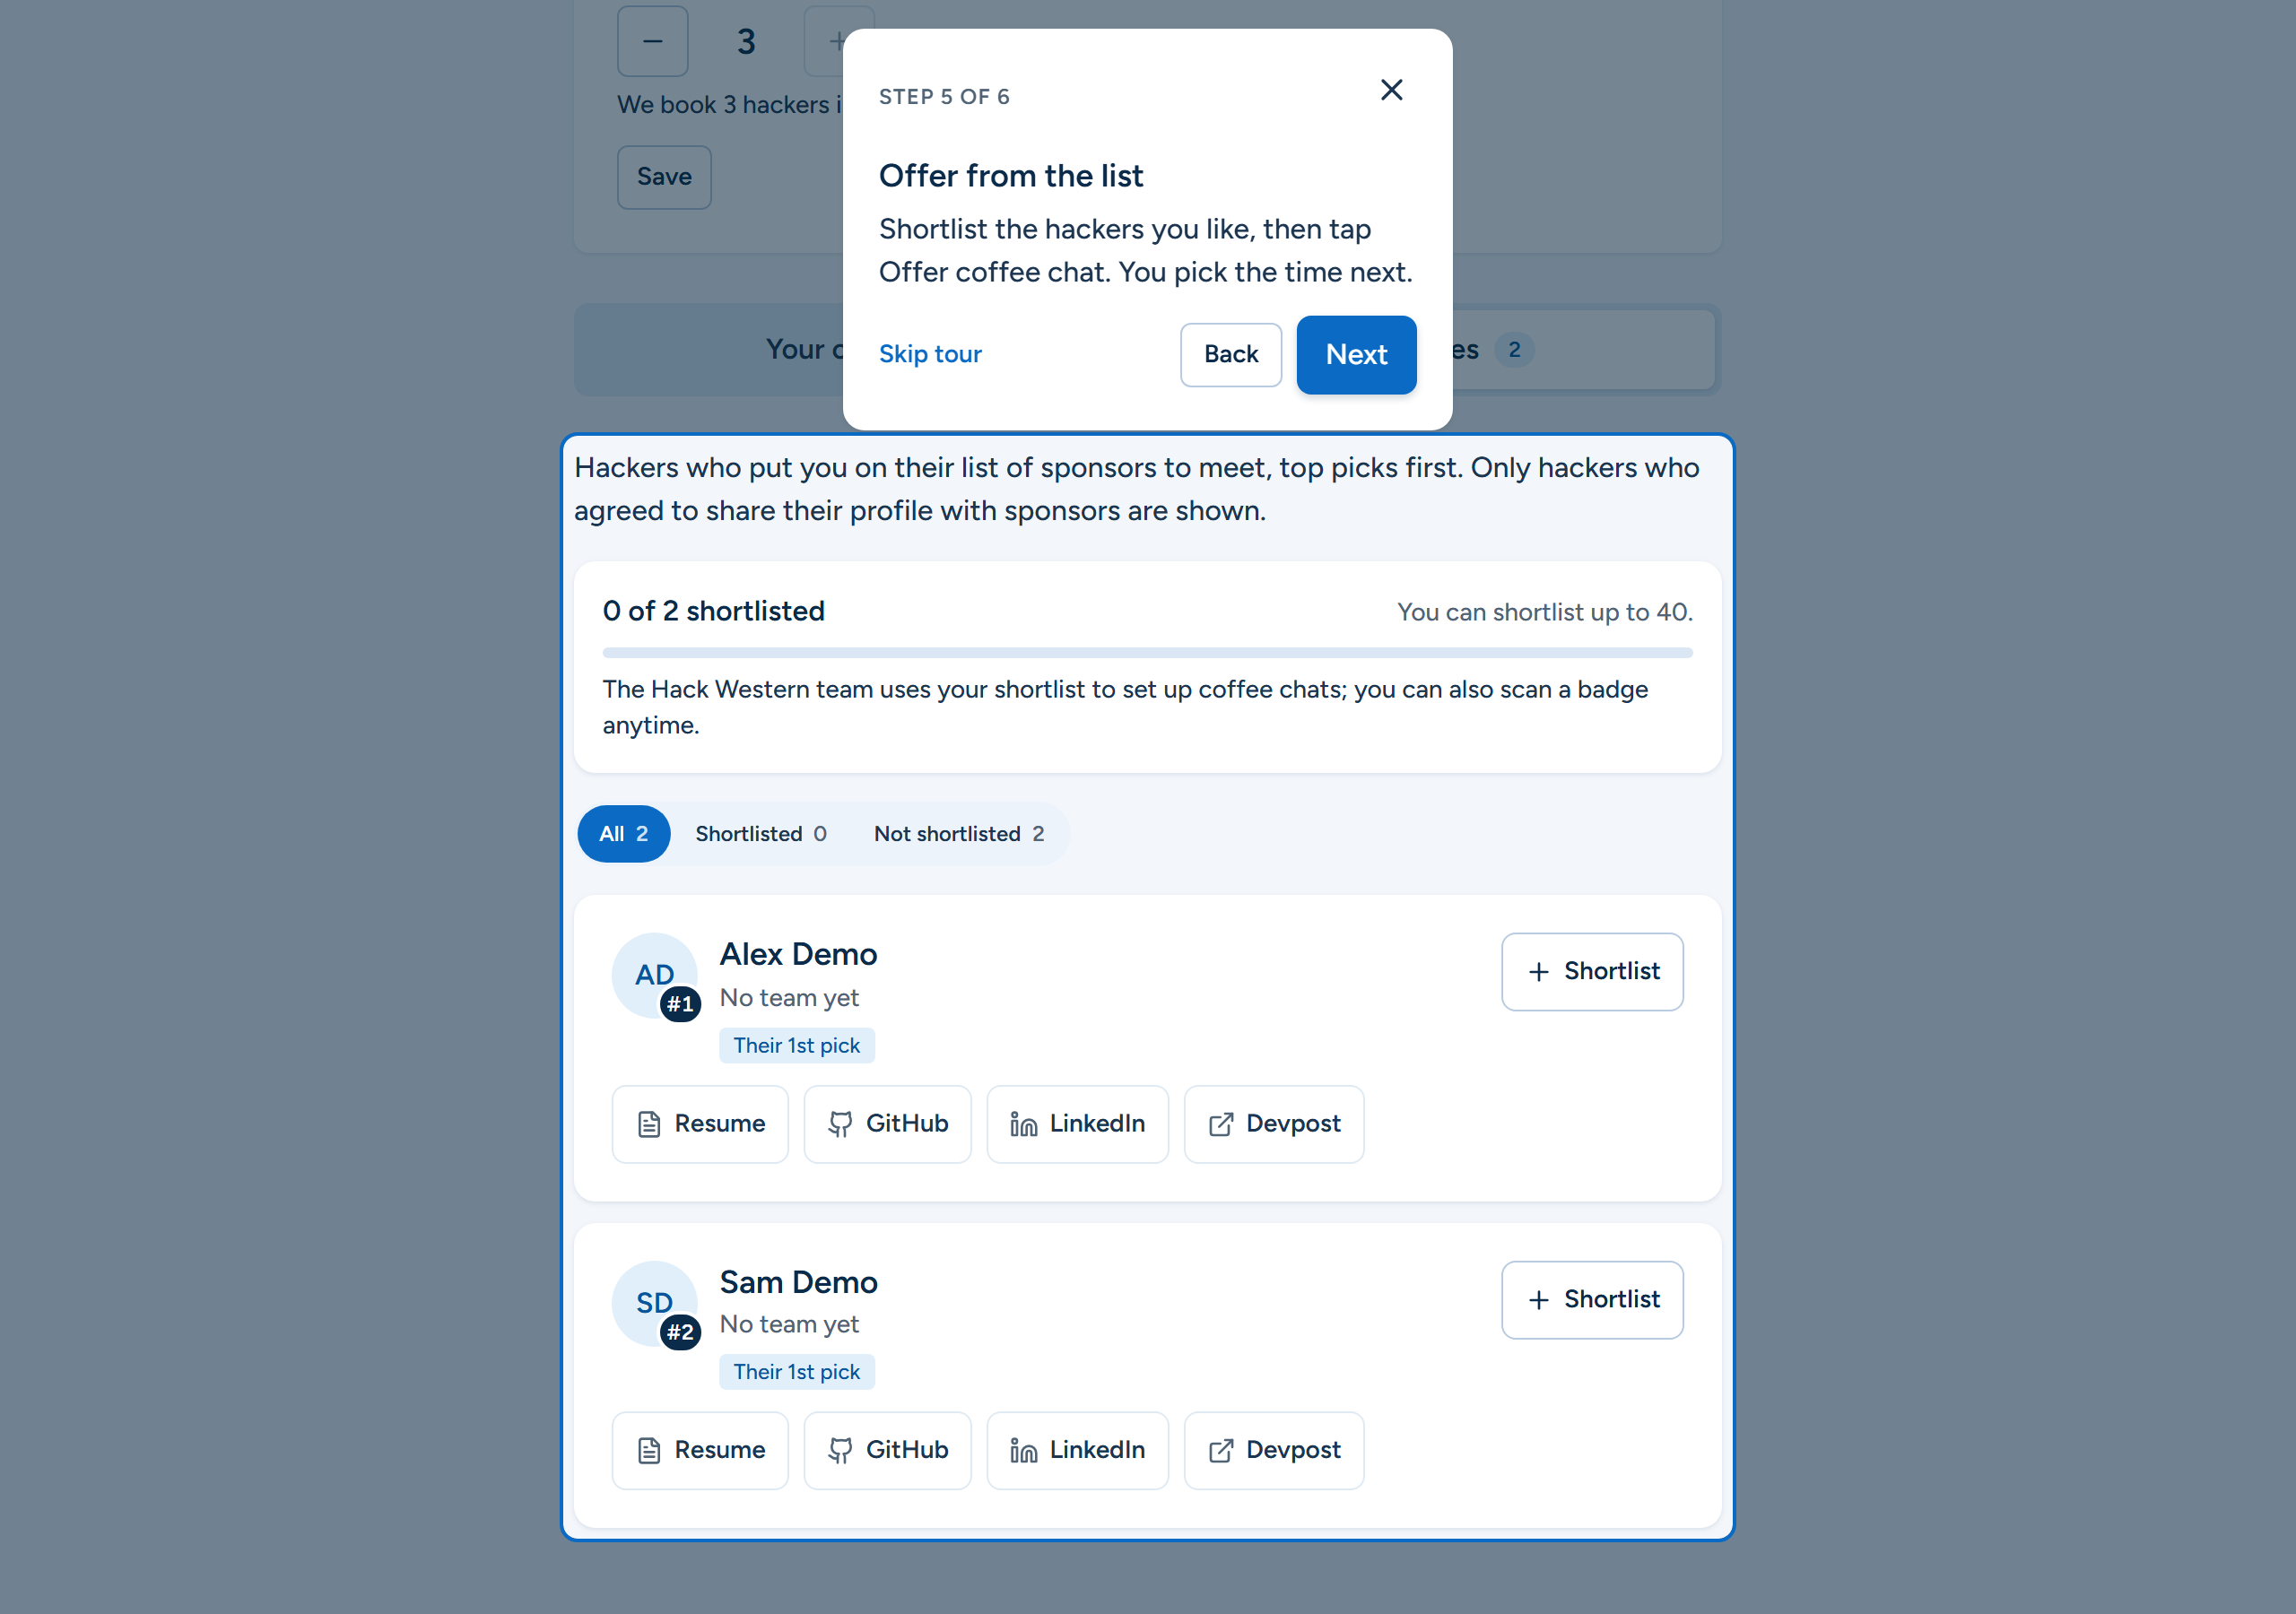 3
We book 3 hackers i
Save
STEP 5 OF 6
Offer from the list
Shortlist the hackers you like, then tap
Offer coffee chat. You pick the time next.
Skip tour
Back
Next
Your
es 2
Hackers who put you on their list of sponsors to meet, top picks first. Only hackers who
agreed to share their profile with sponsors are shown.
0 of 2 shortlisted
You can shortlist up to 40.
The Hack Western team uses your shortlist to set up coffee chats; you can also scan a badge
anytime.
All 2
Shortlisted 0
Not shortlisted 2
AD
#1
Alex Demo
No team yet
Their 1st pick
Shortlist
Resume
GitHub
LinkedIn
Devpost
SD
#2
Sam Demo
No team yet
Their 1st pick
Shortlist
Resume
GitHub
LinkedIn
Devpost